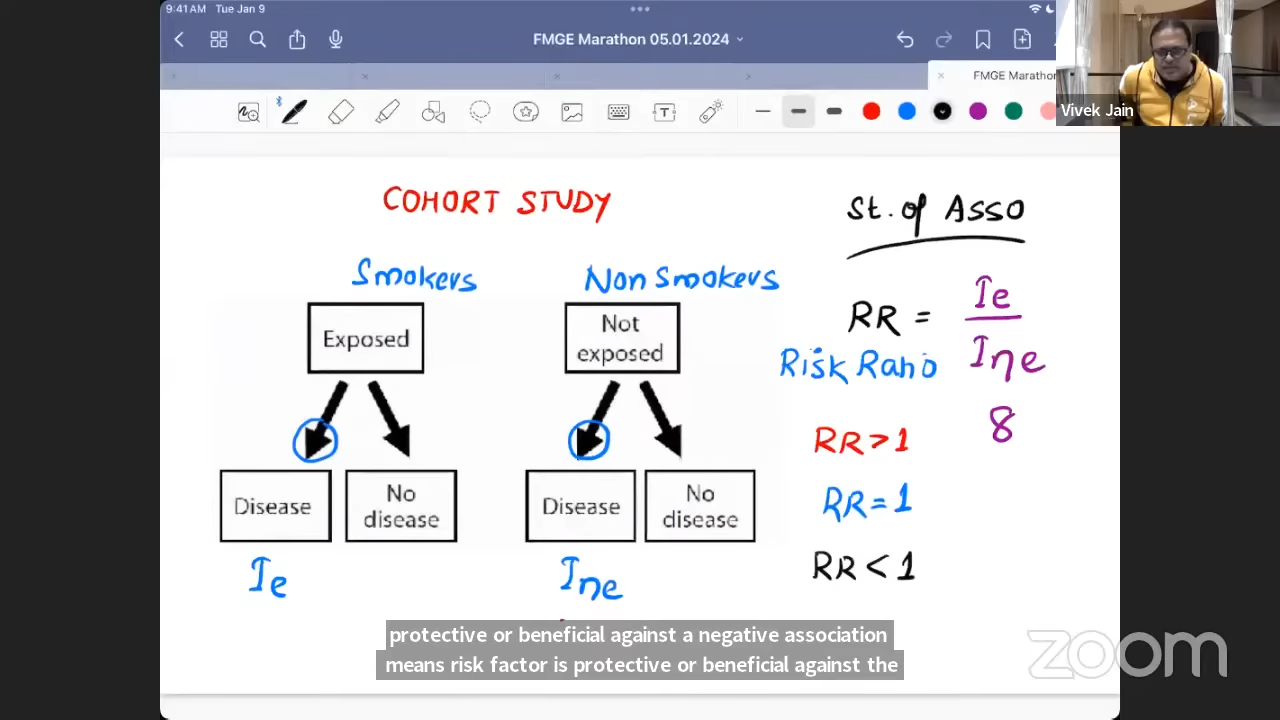 9:41 AM Tue Jan 9
FMGE Marathon 05.01.2024
FMGE Marathon
Vivek Jain
COHORT STUDY
St. of ASSO
Smokers
Non Smokers
Exposed
Not
exposed
RR = Ie
Ine
Risk Ratio
8
RR > 1
RR = 1
RR < 1
Disease
No
disease
Disease
No
disease
Ie
Ine
protective or beneficial against a negative association
means risk factor is protective or beneficial against the
zoom